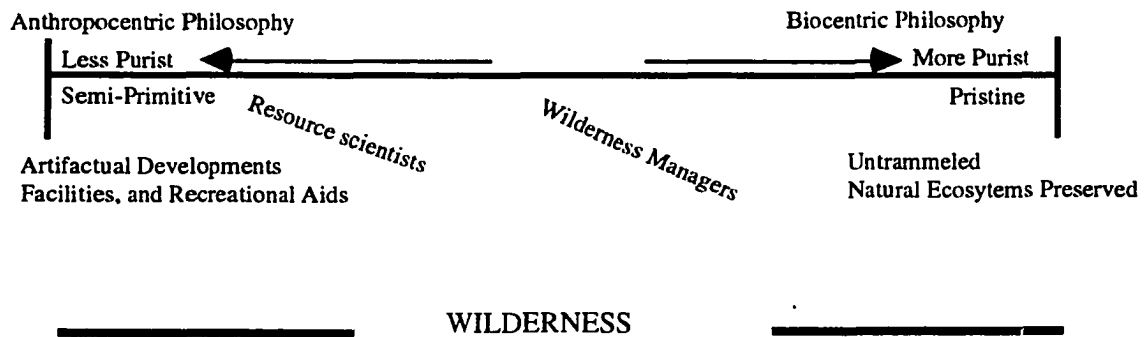 Anthropocentric Philosophy
Biocentric Philosophy
Less Purist
More Purist
Semi-Primitive
Pristine
Resource scientists
Wilderness Managers
Artifactual Developments
Facilities, and Recreational Aids
Untrammeled
Natural Ecosytems Preserved
WILDERNESS